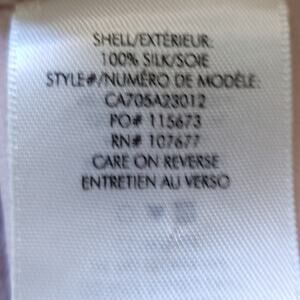 SHELL/EXTÉRIEUR:
100% SILK/SOIE
STYLE#/NUMÉRO DE MODÈLE:
CA705A23012
PO# 115673
RN# 107677
CARE ON REVERSE
ENTRETIEN AU VERSO